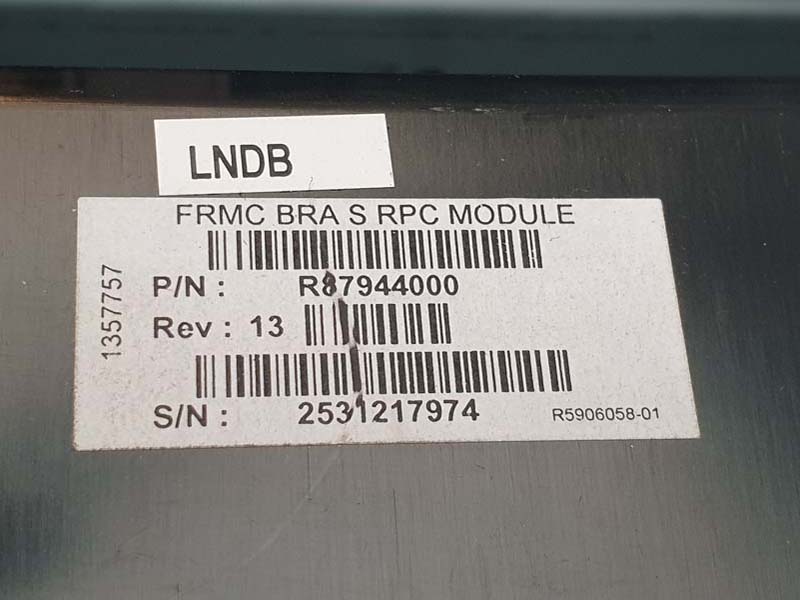 LNDB
FRMC BRA S RPC MODULE
P/N : R87944000
Rev : 13
S/N : 2531217974
R5906058-01
1357757